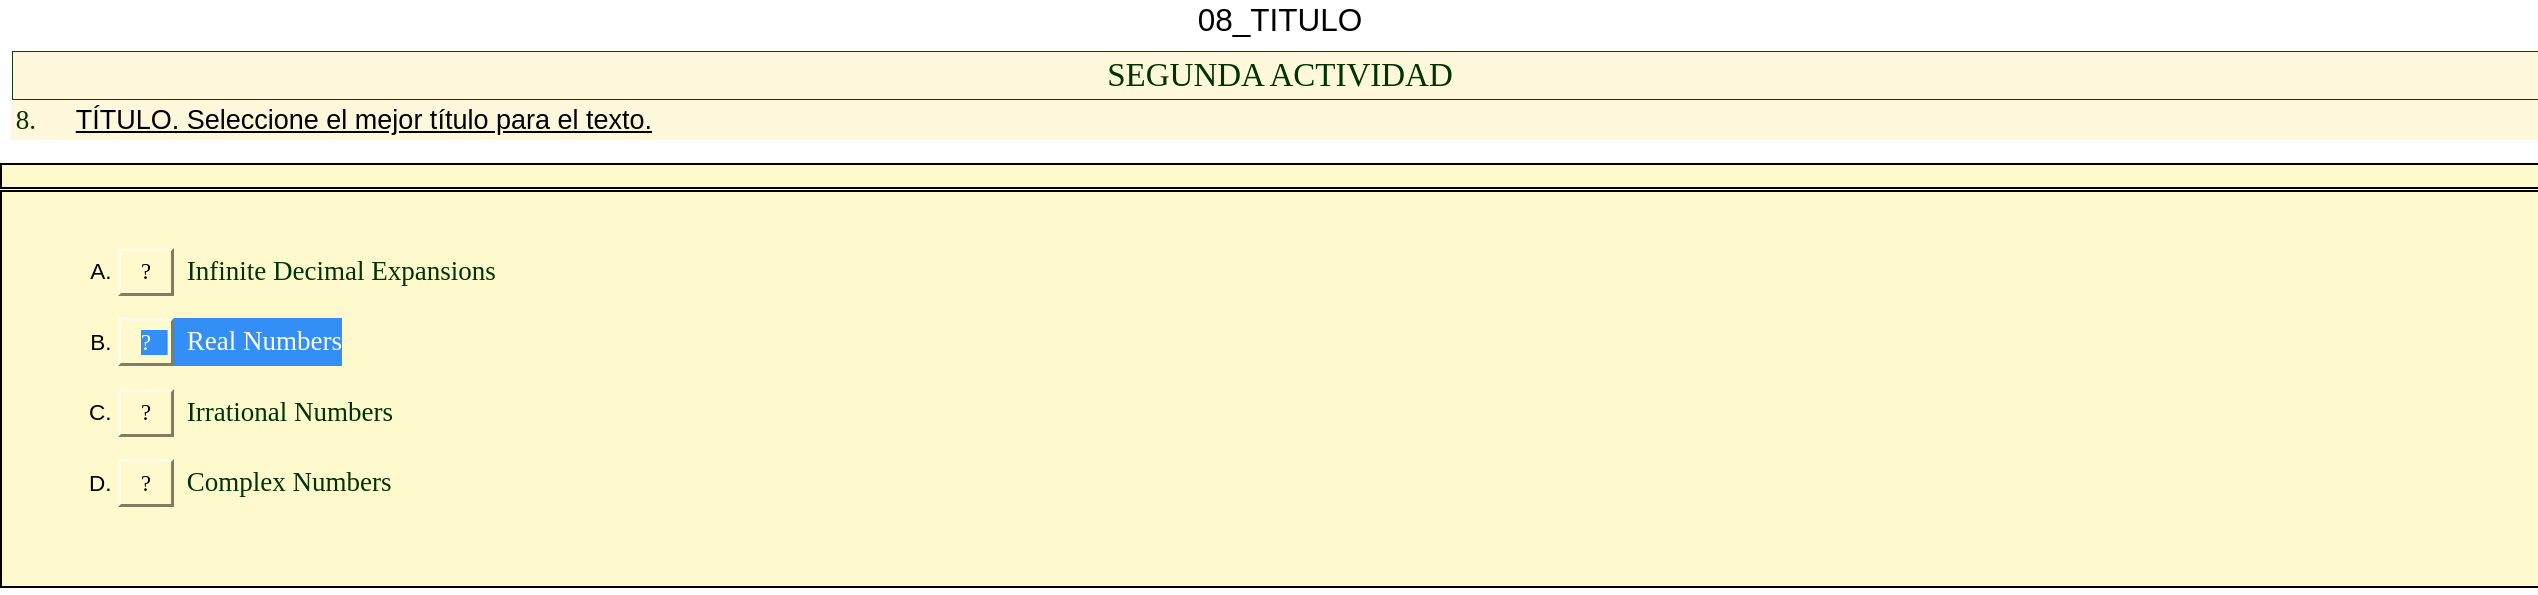 08_TITULO
SEGUNDA ACTIVIDAD
8. TÍTULO. Seleccione el mejor título para el texto.
A. ? Infinite Decimal Expansions
B. ? Real Numbers
C. ? Irrational Numbers
D. ? Complex Numbers